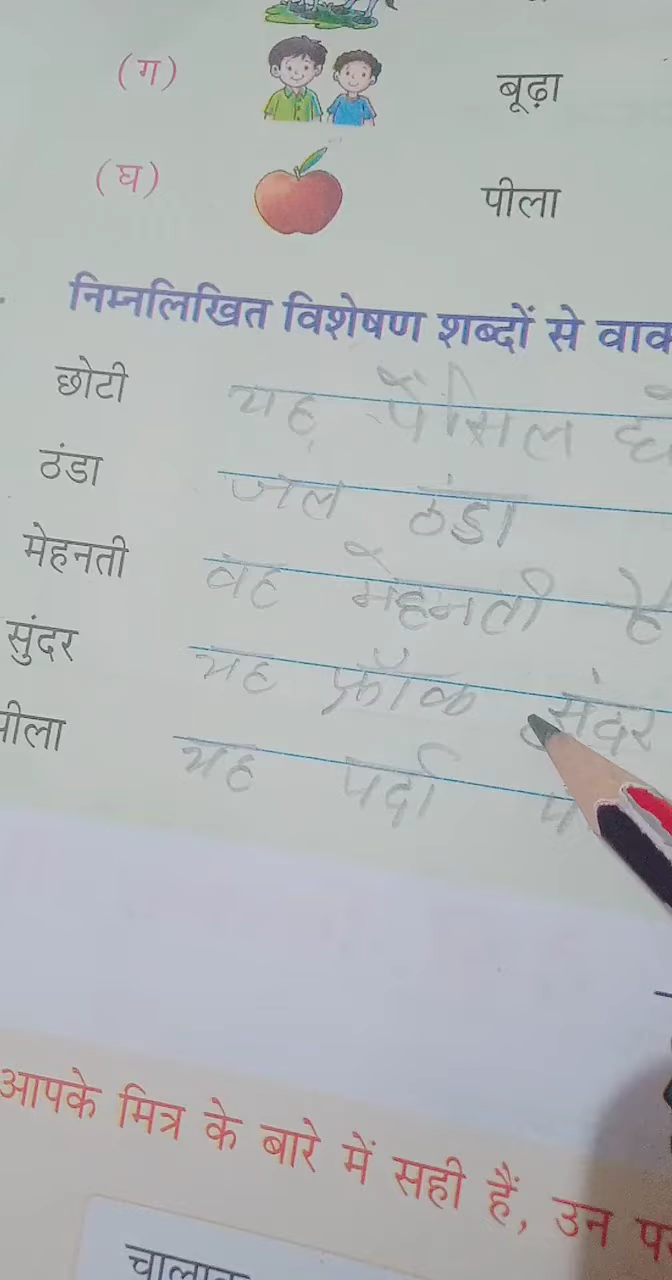 (ग) बूढ़ा
(घ) पीला
निम्नलिखित विशेषण शब्दों से
छोटी यह पेंसिल
ठंडा जल ठंडा
मेहनती वह मेहनती है
सुंदर यह फ्रॉक सुंदर
यह पर्दा
आपके मित्र के बारे में सही हैं, उन